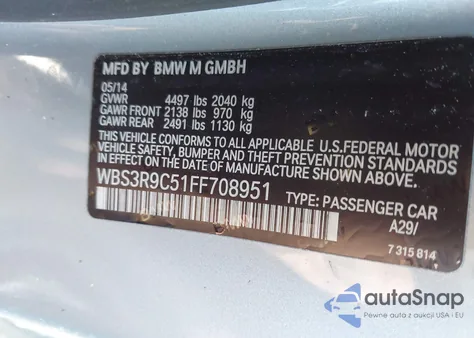 MFD BY BMW M GMBH
05/14
GVWR 4497 lbs 2040 kg
GAWR FRONT 2138 lbs 970 kg
GAWR REAR 2491 lbs 1130 kg
THIS VEHICLE CONFORMS TO ALL APPLICABLE U.S.FEDERAL MOTOR
VEHICLE SAFETY, BUMPER AND THEFT PREVENTION STANDARDS
IN EFFECT ON THE DATE OF MANUFACTURE SHOWN ABOVE.
WBS3R9C51FF708951
TYPE: PASSENGER CAR
A29/
7 315 814
autoSnap
Pewne auta z aukcji USA i EU